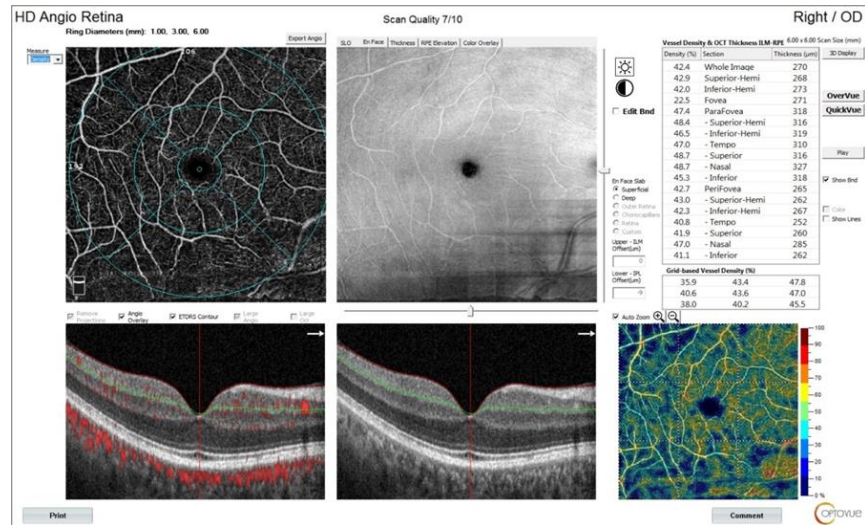 HD Angio Retina
Scan Quality 7/10
Right / OD
Ring Diameters (mm): 1.00, 3.00, 6.00
Export Angio
Measure
Density
SLO En Face Thickness RPE Elevation Color Overlay
Edit Bnd
En Face Slab
Superficial
Deep
Outer Retina
Choriocapillaris
Retina
Custom
Upper - ILM
Offset(μm)
0
Lower - IPL
Offset(μm)
-9
Vessel Density & OCT Thickness ILM-RPE 6.00 x 6.00 Scan Size (mm)
Density (%) Section Thickness (μm)
42.4 Whole Image 270
42.9 Superior-Hemi 268
42.0 Inferior-Hemi 273
22.5 Fovea 271
47.4 ParaFovea 318
48.4 - Superior-Hemi 316
46.5 - Inferior-Hemi 319
47.0 - Tempo 310
48.7 - Superior 316
48.7 - Nasal 327
45.3 - Inferior 318
42.7 PeriFovea 265
43.0 - Superior-Hemi 262
42.3 - Inferior-Hemi 267
40.8 - Tempo 252
41.9 - Superior 260
47.0 - Nasal 285
41.1 - Inferior 262
Grid-based Vessel Density (%)
35.9 43.4 47.8
40.6 43.6 47.0
38.0 40.2 45.5
3D Display
OverVue
QuickVue
Play
Show Bnd
Color
Show Lines
Remove Projections
Angio Overlay
ETDRS Contour
Large Angio
Large Oct
Auto Zoom
100
90
80
70
60
50
40
30
20
10
0 %
Print
Comment
OPTOVUE